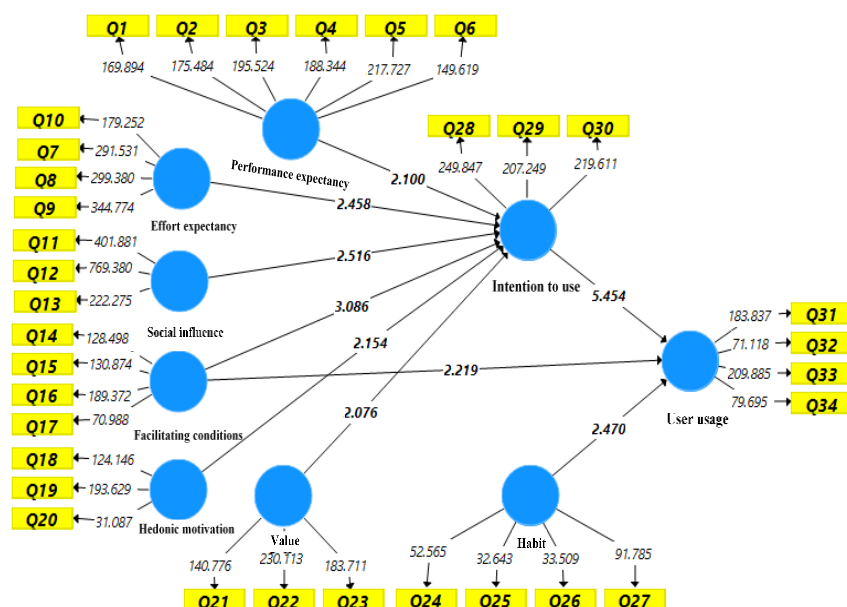 Q1 Q2 Q3 Q4 Q5 Q6
169.894 175.484 195.524 188.344 217.727 149.619
Performance expectancy
Q10 179.252
Q7 291.531
Q8 299.380
Q9 344.774
Effort expectancy
Q11 401.881
Q12 769.380
Q13 222.275
Social influence
Q14 128.498
Q15 130.874
Q16 189.372
Q17 70.988
Facilitating conditions
Q18 124.146
Q19 193.629
Q20 31.087
Hedonic motivation
Q28 Q29 Q30
249.847 207.249 219.611
2.100
2.458
2.516
3.086
2.154
2.076
Intention to use
5.454
2.219
2.470
183.837 Q31
71.118 Q32
209.885 Q33
79.695 Q34
User usage
Value
140.776 230.713 183.711
Q21 Q22 Q23
Habit
52.565 32.643 33.509 91.785
Q24 Q25 Q26 Q27